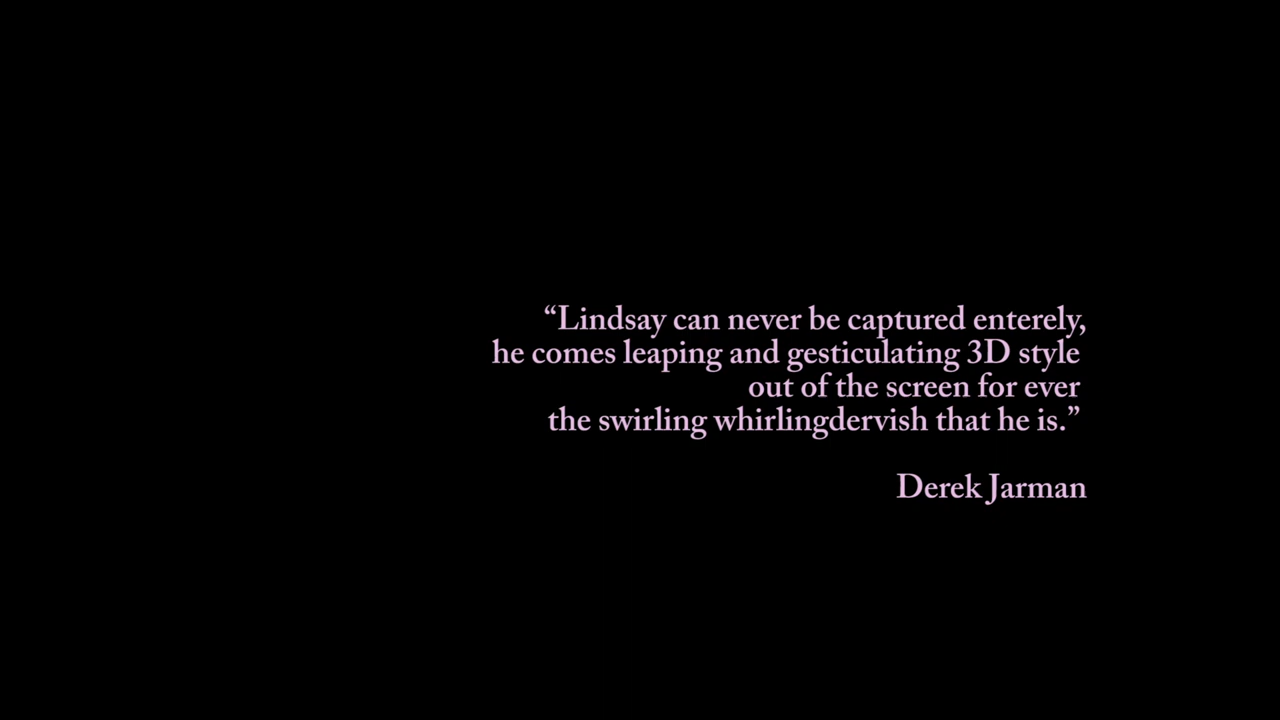 “Lindsay can never be captured enterely,
he comes leaping and gesticulating 3D style
out of the screen for ever
the swirling whirlingdervish that he is.”
Derek Jarman